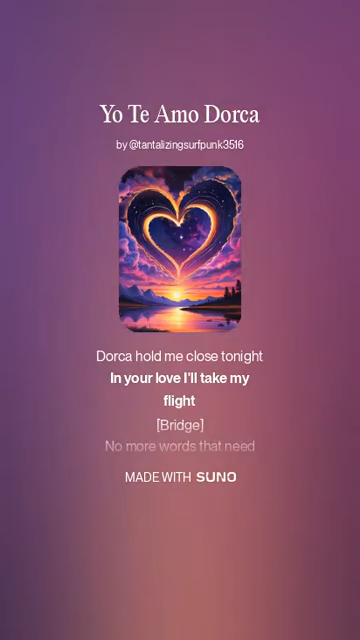 Yo Te Amo Dorca
by @tantalizingsurfpunk3516
Dorca hold me close tonight
In your love I'll take my
flight
[Bridge]
No more words that need
MADE WITH SUNO